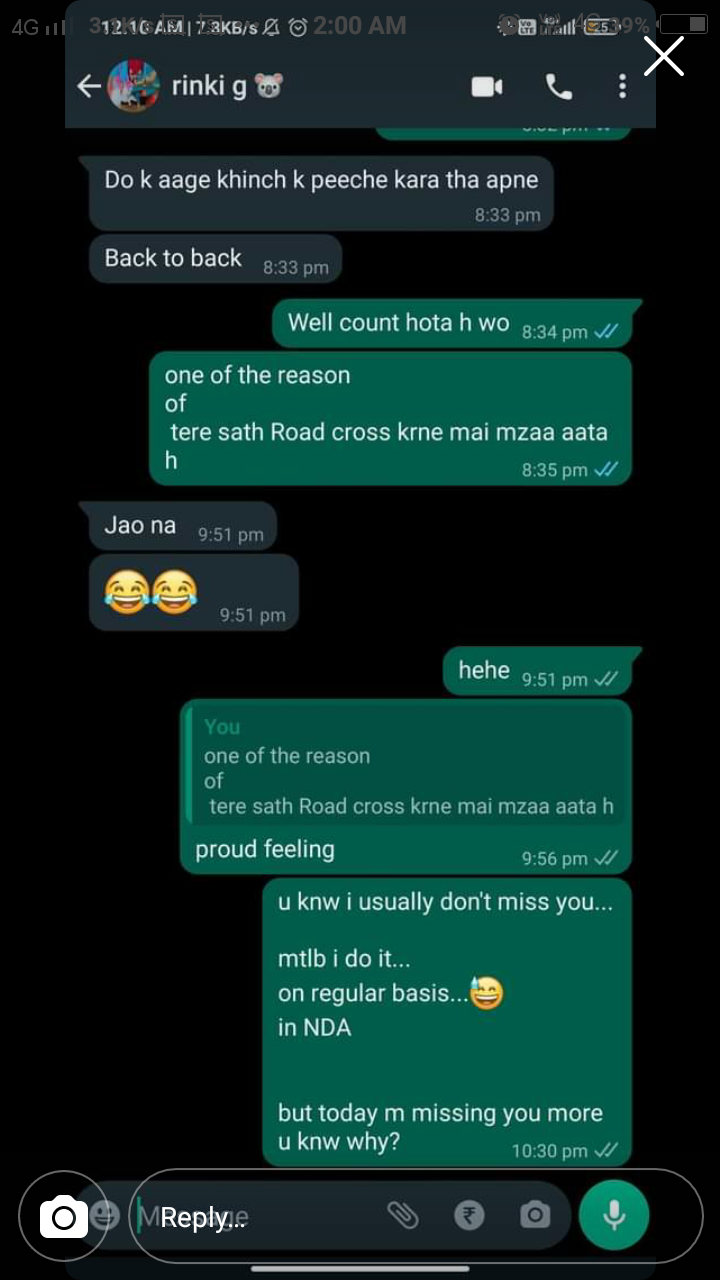 4G
2:00 AM
39%
12:10 AM | 7.3KB/s
rinki g 🐨
Do k aage khinch k peeche kara tha apne
8:33 pm
Back to back 8:33 pm
Well count hota h wo 8:34 pm
one of the reason
of
tere sath Road cross krne mai mzaa aata
h 8:35 pm
Jao na 9:51 pm
😂😂
9:51 pm
hehe 9:51 pm
You
one of the reason
of
tere sath Road cross krne mai mzaa aata h
proud feeling 9:56 pm
u knw i usually don't miss you...
mtlb i do it...
on regular basis...😅
in NDA
but today m missing you more
u knw why? 10:30 pm
Message
Reply...